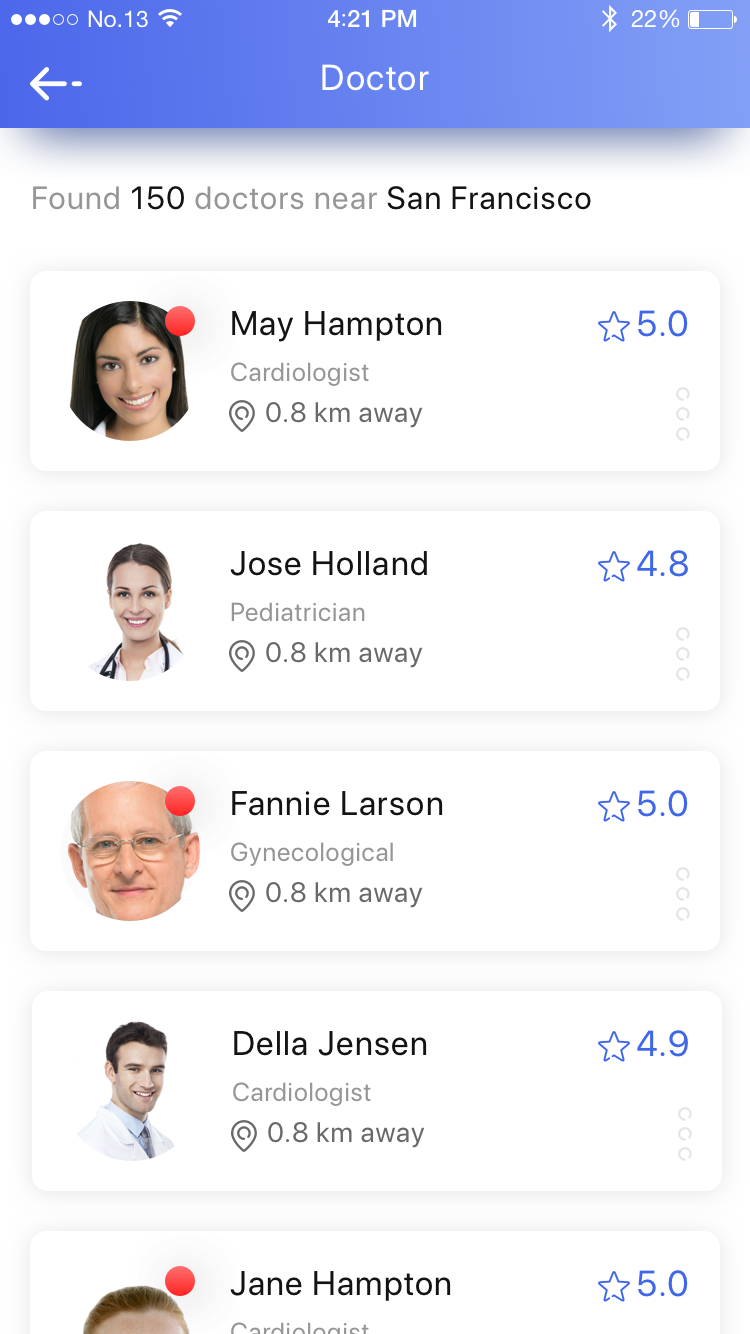 No.13 4:21 PM 22%
Doctor
Found 150 doctors near San Francisco
May Hampton 5.0
Cardiologist
0.8 km away
Jose Holland 4.8
Pediatrician
0.8 km away
Fannie Larson 5.0
Gynecological
0.8 km away
Della Jensen 4.9
Cardiologist
0.8 km away
Jane Hampton 5.0
Cardiologist